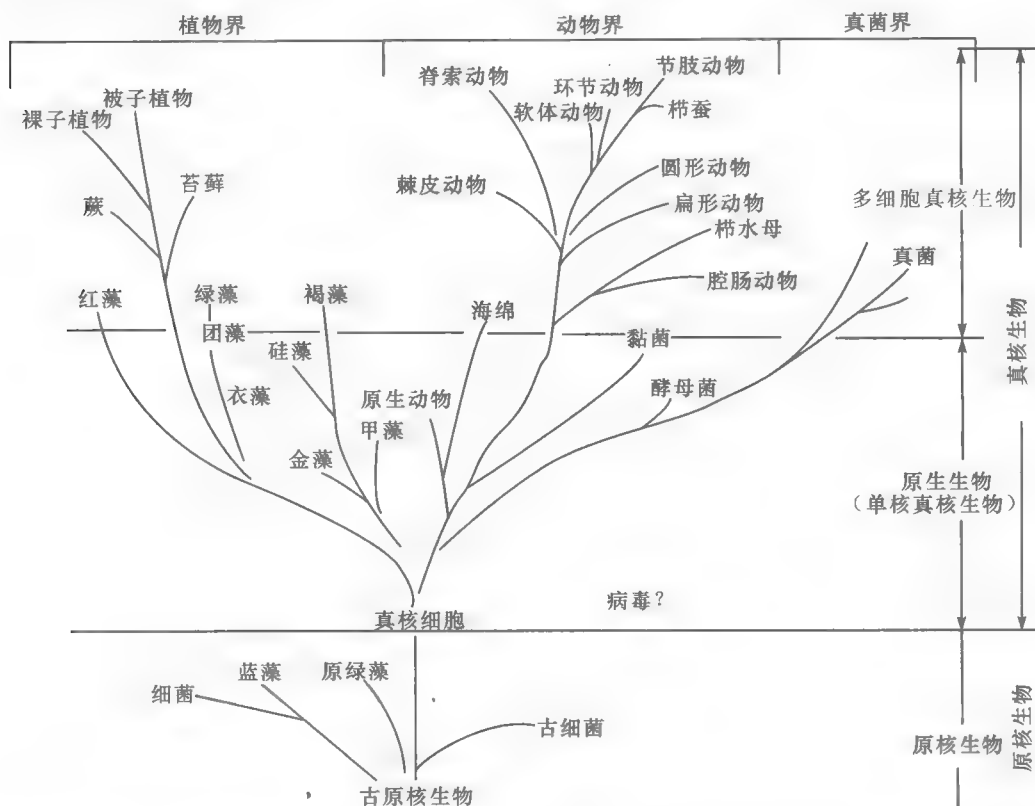 植物界 动物界 真菌界
节肢动物
脊索动物
环节动物
被子植物
软体动物
栉蚕
裸子植物
圆形动物
苔藓
棘皮动物
多细胞真核生物
蕨
扁形动物
栉水母
真菌
红藻
绿藻
褐藻
海绵
腔肠动物
真核生物
团藻
硅藻
黏菌
衣藻
原生动物
酵母菌
甲藻
金藻
原生生物
(单核真核生物)
病毒?
真核细胞
蓝藻
原绿藻
细菌
古细菌
原核生物
原核生物
古原核生物